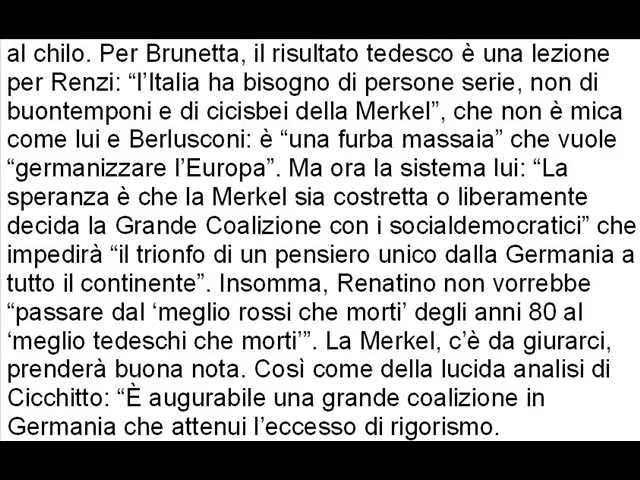 al chilo. Per Brunetta, il risultato tedesco è una lezione
per Renzi: “l’Italia ha bisogno di persone serie, non di
buontemponi e di cicisbei della Merkel”, che non è mica
come lui e Berlusconi: è “una furba massaia” che vuole
“germanizzare l’Europa”. Ma ora la sistema lui: “La
speranza è che la Merkel sia costretta o liberamente
decida la Grande Coalizione con i socialdemocratici” che
impedirà “il trionfo di un pensiero unico dalla Germania a
tutto il continente”. Insomma, Renatino non vorrebbe
“passare dal ‘meglio rossi che morti’ degli anni 80 al
‘meglio tedeschi che morti’”. La Merkel, c’è da giurarci,
prenderà buona nota. Così come della lucida analisi di
Cicchitto: “È augurabile una grande coalizione in
Germania che attenui l’eccesso di rigorismo.